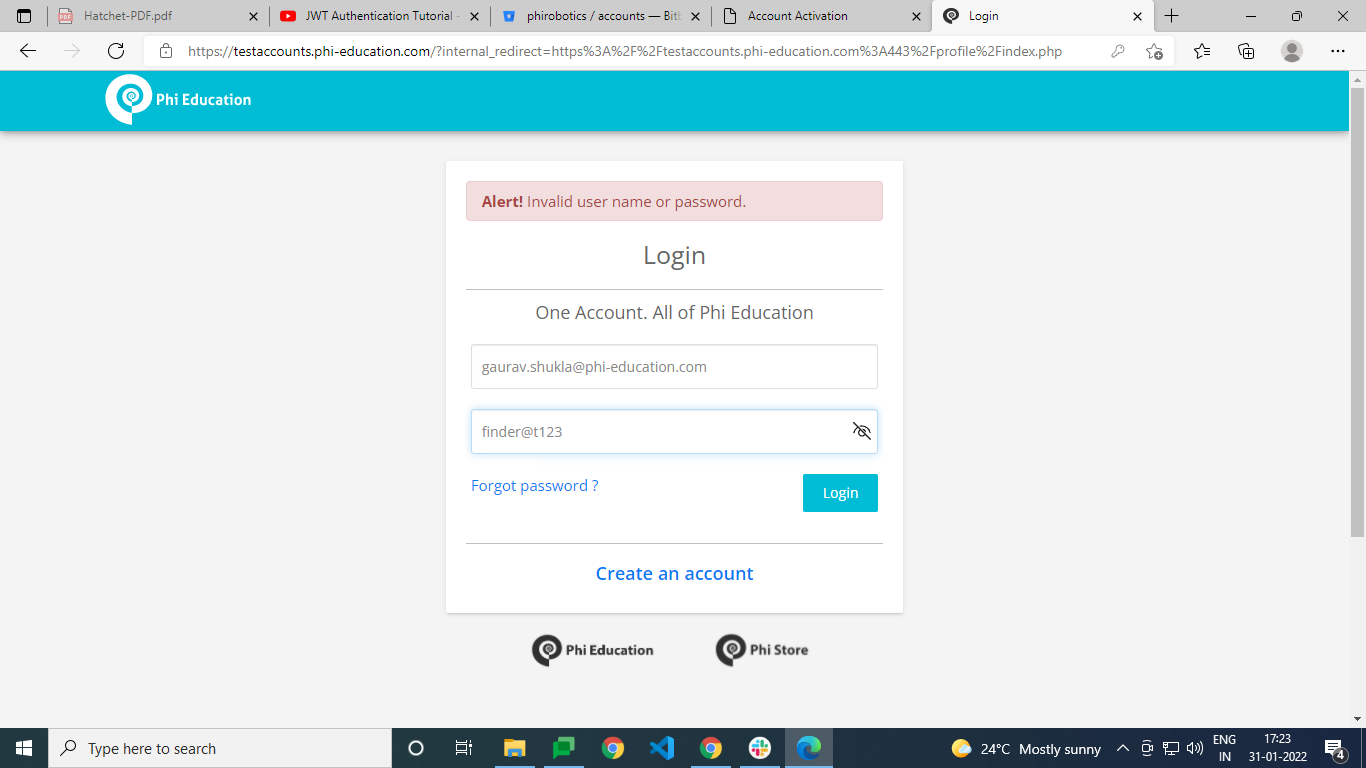 Hatchet-PDF.pdf
JWT Authentication Tutorial -
phirobotics / accounts — Bitb
Account Activation
Login
https://testaccounts.phi-education.com/?internal_redirect=https%3A%2F%2Ftestaccounts.phi-education.com%3A443%2Fprofile%2Findex.php
Phi Education
Alert! Invalid user name or password.
Login
One Account. All of Phi Education
gaurav.shukla@phi-education.com
finder@t123
Forgot password ?
Login
Create an account
Phi Education
Phi Store
Type here to search
24°C Mostly sunny
ENG
IN
17:23
31-01-2022
4